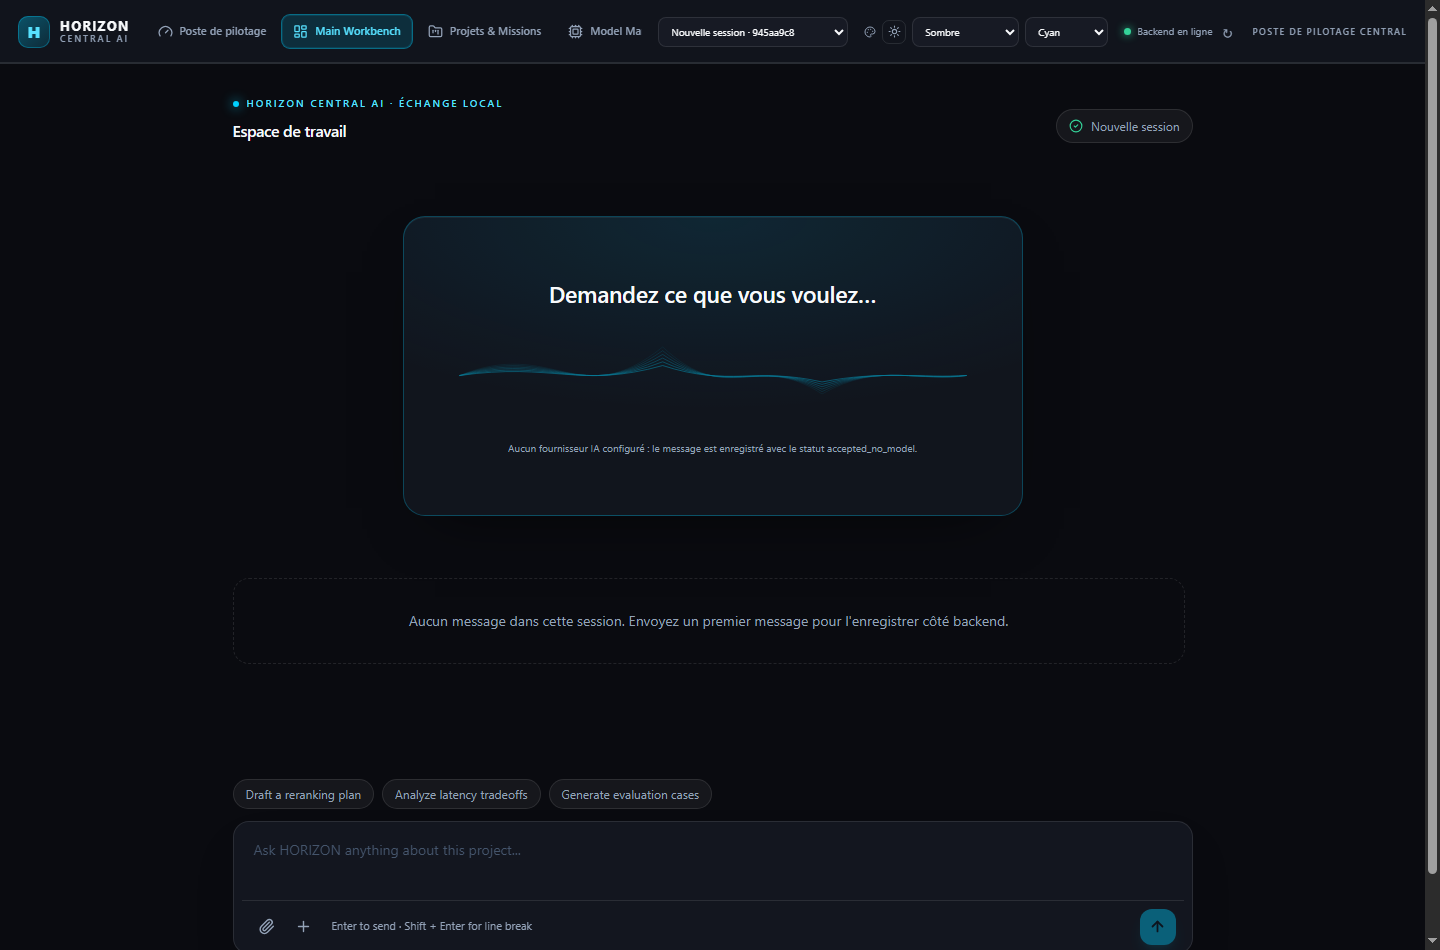 H HORIZON CENTRAL AI Poste de pilotage Main Workbench Projets & Missions Model Ma Nouvelle session · 945aa9c8 Sombre Cyan Backend en ligne ↻ POSTE DE PILOTAGE CENTRAL
HORIZON CENTRAL AI · ÉCHANGE LOCAL
Espace de travail
Nouvelle session
Demandez ce que vous voulez...
Aucun fournisseur IA configuré : le message est enregistré avec le statut accepted_no_model.
Aucun message dans cette session. Envoyez un premier message pour l'enregistrer côté backend.
Draft a reranking plan Analyze latency tradeoffs Generate evaluation cases
Ask HORIZON anything about this project...
Enter to send · Shift + Enter for line break